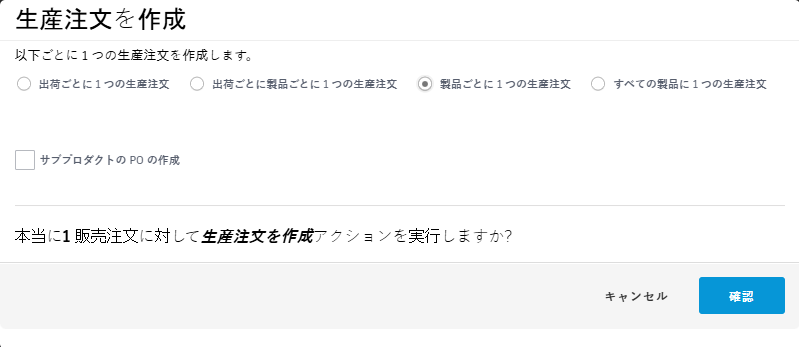 生産注文を作成
以下ごとに 1 つの生産注文を作成します。
出荷ごとに 1 つの生産注文 出荷ごとに製品ごとに 1 つの生産注文 製品ごとに 1 つの生産注文 すべての製品に 1 つの生産注文
サブプロダクトの PO の作成
本当に1 販売注文に対して生産注文を作成アクションを実行しますか?
キャンセル 確認